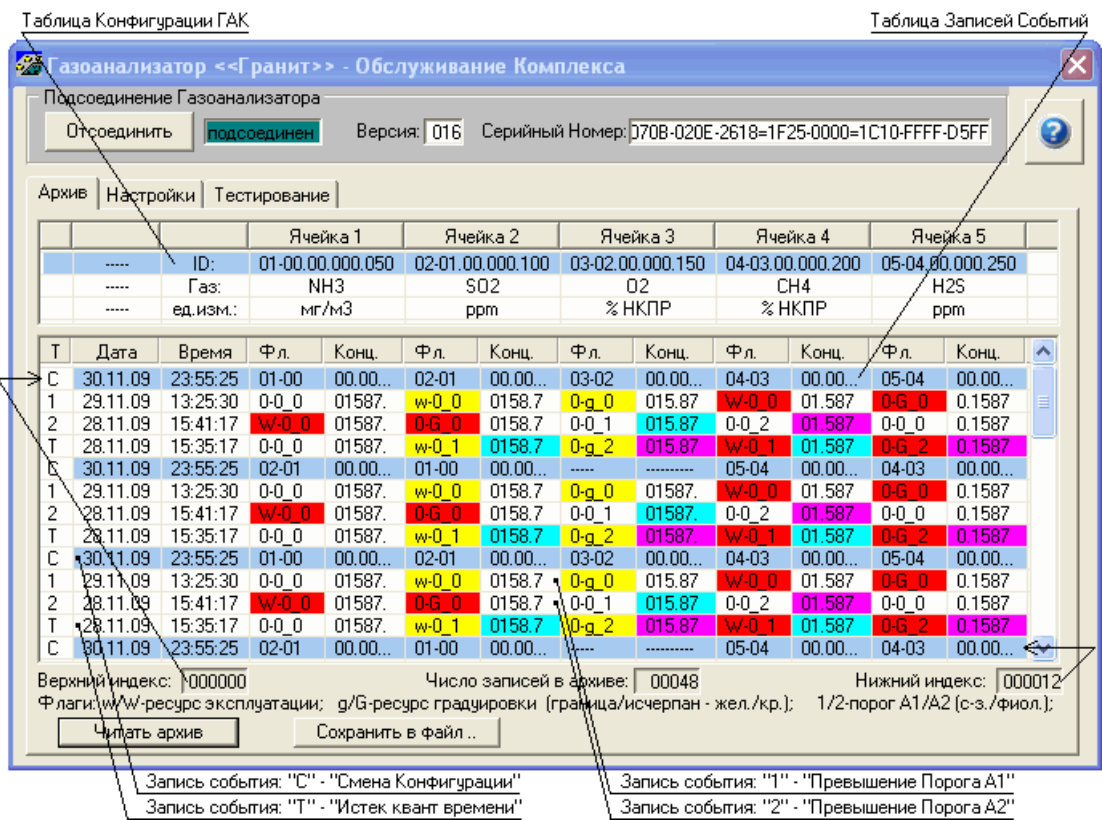 Таблица Конфигурации ГАК Таблица Записей Событий
Газоанализатор <<Гранит>> - Обслуживание Комплекса
Подсоединение Газоанализатора
Отсоединить подсоединен Версия: 016 Серийный Номер: 070B-020E-2618=1F25-0000=1C10-FFFF-D5FF
Архив Настройки Тестирование
Ячейка 1 Ячейка 2 Ячейка 3 Ячейка 4 Ячейка 5
----- ID: 01-00.00.000.050 02-01.00.000.100 03-02.00.000.150 04-03.00.000.200 05-04.00.000.250
----- Газ: NH3 SO2 O2 CH4 H2S
----- ед.изм.: мг/м3 ppm % НКПР % НКПР ppm
T Дата Время Фл. Конц. Фл. Конц. Фл. Конц. Фл. Конц. Фл. Конц.
C 30.11.09 23:55:25 01-00 00.00... 02-01 00.00... 03-02 00.00... 04-03 00.00... 05-04 00.00...
1 29.11.09 13:25:30 0-0_0 01587. w-0_0 0158.7 0-g_0 015.87 W-0_0 01.587 0-G_0 0.1587
2 28.11.09 15:41:17 W-0_0 01587. 0-G_0 0158.7 0-0_1 015.87 0-0_2 01.587 0-0_0 0.1587
T 28.11.09 15:35:17 0-0_0 01587. w-0_1 0158.7 0-g_2 015.87 W-0_1 01.587 0-G_2 0.1587
C 30.11.09 23:55:25 02-01 00.00... 01-00 00.00... ----- --------- 05-04 00.00... 04-03 00.00...
1 29.11.09 13:25:30 0-0_0 01587. w-0_0 0158.7 0-g_0 01587. W-0_0 01.587 0-G_0 0.1587
2 28.11.09 15:41:17 W-0_0 01587. 0-G_0 0158.7 0-0_1 01587. 0-0_2 01.587 0-0_0 0.1587
T 28.11.09 15:35:17 0-0_0 01587. w-0_1 0158.7 0-g_2 01587. W-0_1 01.587 0-G_2 0.1587
C 30.11.09 23:55:25 01-00 00.00... 02-01 00.00... 03-02 00.00... 04-03 00.00... 05-04 00.00...
1 29.11.09 13:25:30 0-0_0 01587. w-0_0 0158.7 0-g_0 015.87 W-0_0 01.587 0-G_0 0.1587
2 28.11.09 15:41:17 W-0_0 01587. 0-G_0 0158.7 0-0_1 015.87 0-0_2 01.587 0-0_0 0.1587
T 28.11.09 15:35:17 0-0_0 01587. w-0_1 0158.7 0-g_2 015.87 W-0_1 01.587 0-G_2 0.1587
C 30.11.09 23:55:25 02-01 00.00... 01-00 00.00... ----- --------- 05-04 00.00... 04-03 00.00...
Верхний индекс: 000000 Число записей в архиве: 00048 Нижний индекс: 000012
Флаги: w/W-ресурс эксплуатации; g/G-ресурс градуировки (граница/исчерпан - жел./кр.); 1/2-порог А1/А2 (с-з./фиол.);
Читать архив Сохранить в файл ..
Запись события: "С" - "Смена Конфигурации" Запись события: "1" - "Превышение Порога А1"
Запись события: "Т" - "Истек квант времени" Запись события: "2" - "Превышение Порога А2"